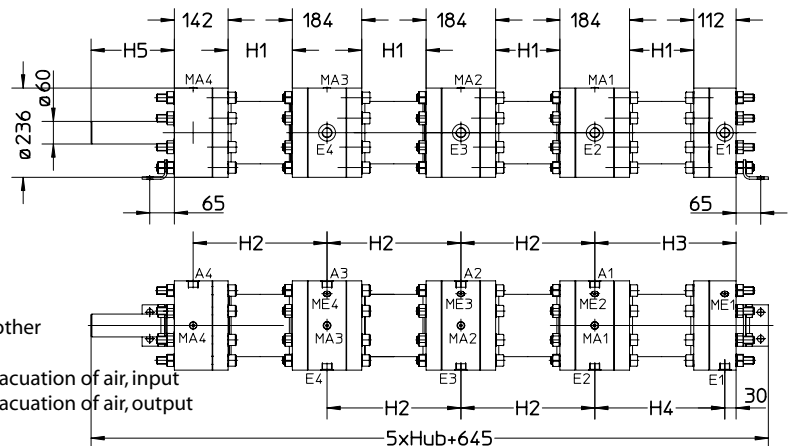 142 184 184 184 112
H5 H1 H1 H1 H1
MA4 MA3 MA2 MA1
ø60
ø236
E4 E3 E2 E1
65 65
H2 H2 H2 H3
A4 A3 A2 A1
ME4 ME3 ME2 ME1
other
MA4 MA3 MA2 MA1
acuation of air, input
E4 E3 E2 E1
acuation of air, output
H2 H2 H4 30
5xHub+645